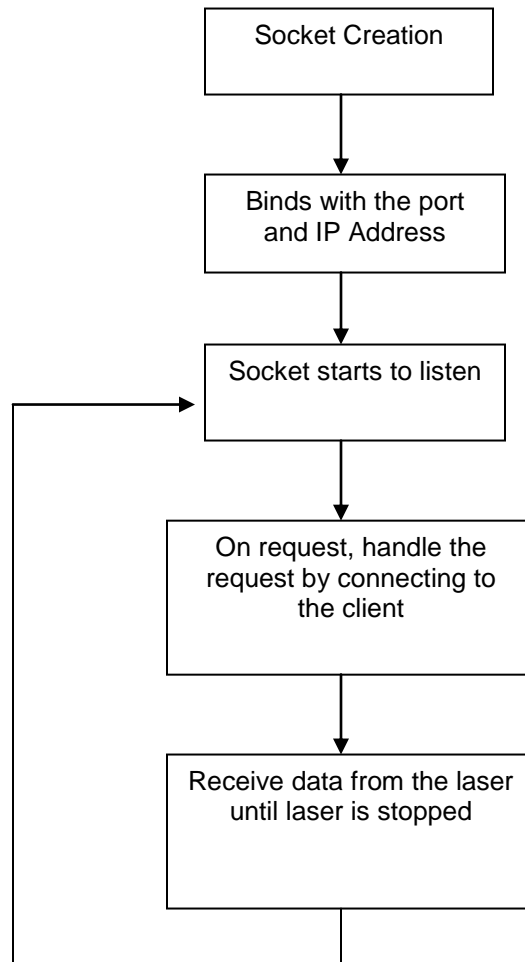 Socket Creation
Binds with the port
and IP Address
Socket starts to listen
On request, handle the
request by connecting to
the client
Receive data from the laser
until laser is stopped